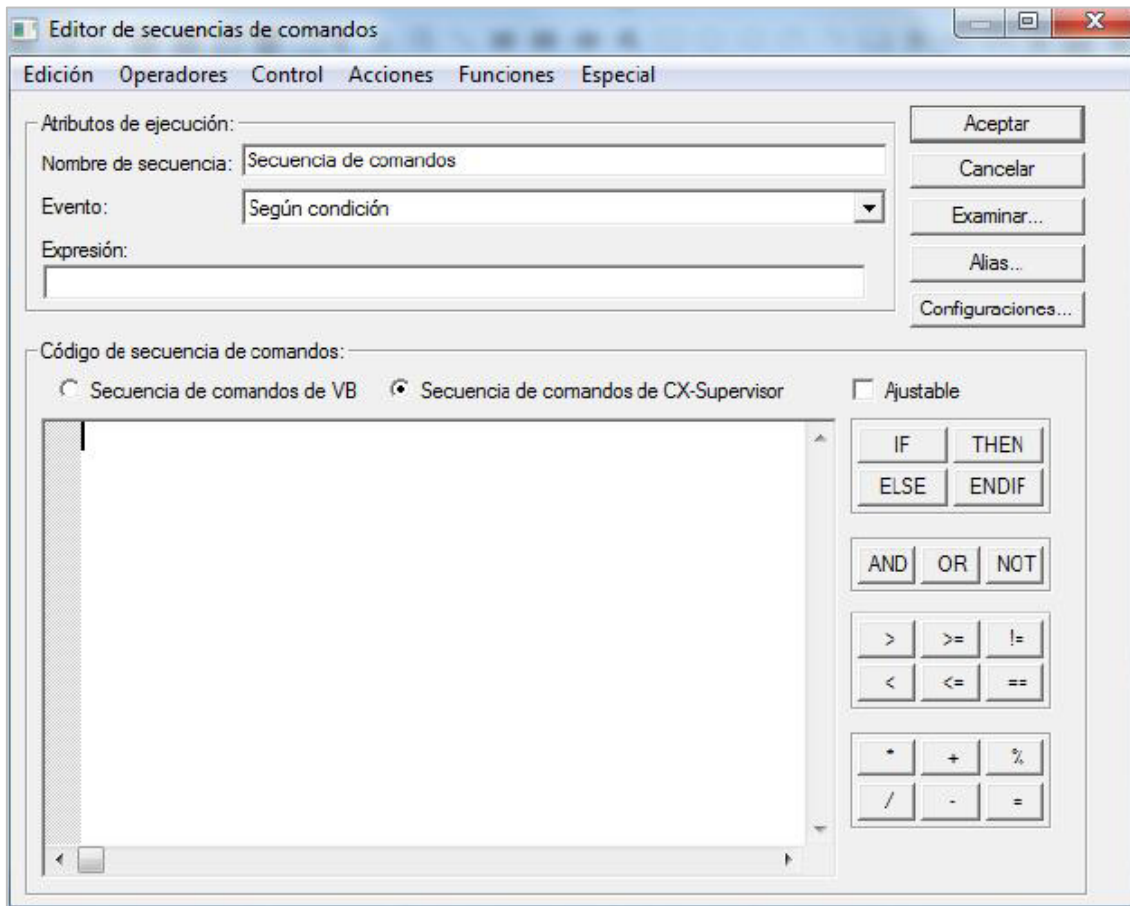 Editor de secuencias de comandos
Edición Operadores Control Acciones Funciones Especial
Atributos de ejecución:
Nombre de secuencia: Secuencia de comandos
Evento: Según condición
Expresión:
Aceptar
Cancelar
Examinar...
Alias...
Configuraciones...
Código de secuencia de comandos:
Secuencia de comandos de VB Secuencia de comandos de CX-Supervisor Ajustable
IF THEN
ELSE ENDIF
AND OR NOT
> >= !=
< <= ==
* + %
/ - =